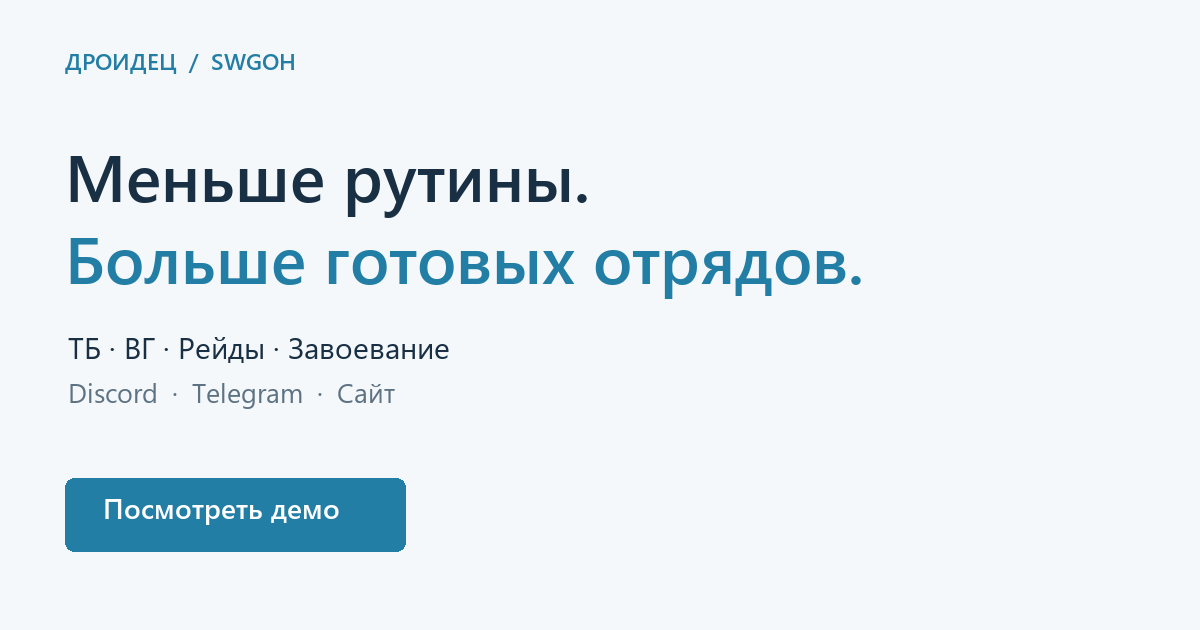 ДРОИДЕЦ / SWGOH
Меньше рутины.
Больше готовых отрядов.
ТБ · ВГ · Рейды · Завоевание
Discord · Telegram · Сайт
Посмотреть демо